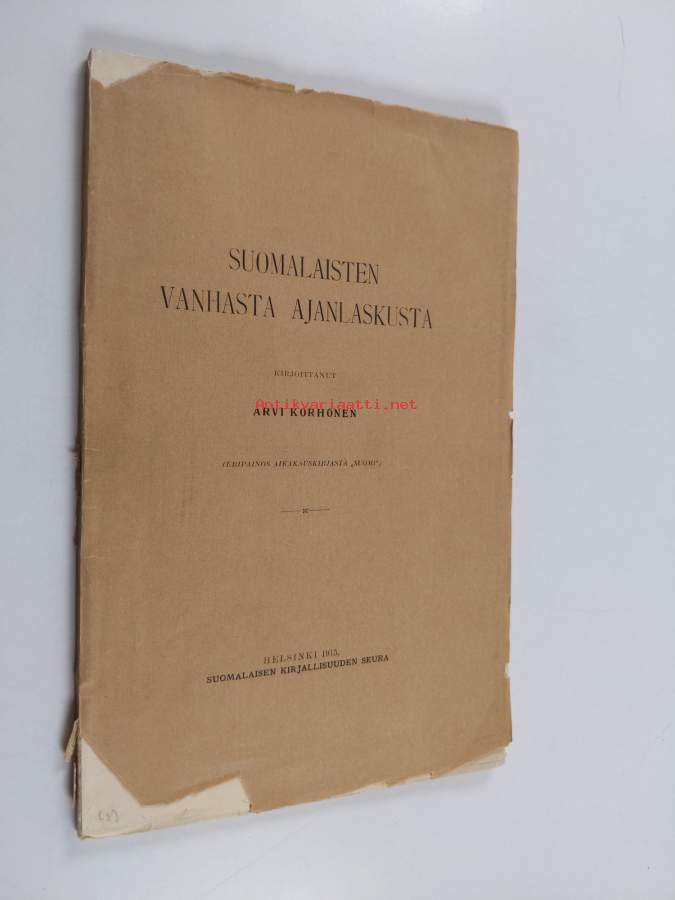 SUOMALAISTEN
VANHASTA AJANLASKUSTA
KIRJOITTANUT
Antikvariaatti.net
ARVI KORHONEN
(ERIPAINOS AIKAKAUSKIRJASTA „SUOMI“)
HELSINKI 1915,
SUOMALAISEN KIRJALLISUUDEN SEURA